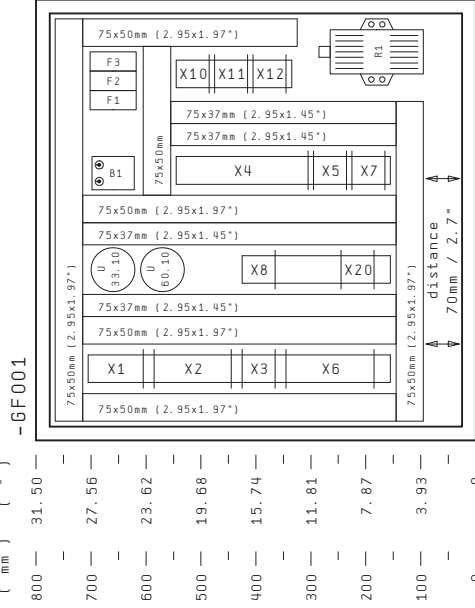 75x50mm (2.95x1.97")
F3
F2
F1
X10 X11 X12
R1
75x37mm (2.95x1.45")
75x37mm (2.95x1.45")
75x50mm
B1
X4 X5 X7
75x50mm (2.95x1.97")
75x37mm (2.95x1.45")
U
33.10
U
60.10
X8 X20
75x37mm (2.95x1.45")
75x50mm (2.95x1.97")
X1 X2 X3 X6
75x50mm (2.95x1.97")
75x50mm (2.95x1.97")
75x50mm (2.95x1.97")
distance
70mm / 2.7"
-GF001
( " )
31.50 27.56 23.62 19.68 15.74 11.81 7.87 3.93 0
( mm )
800 700 600 500 400 300 200 100 0